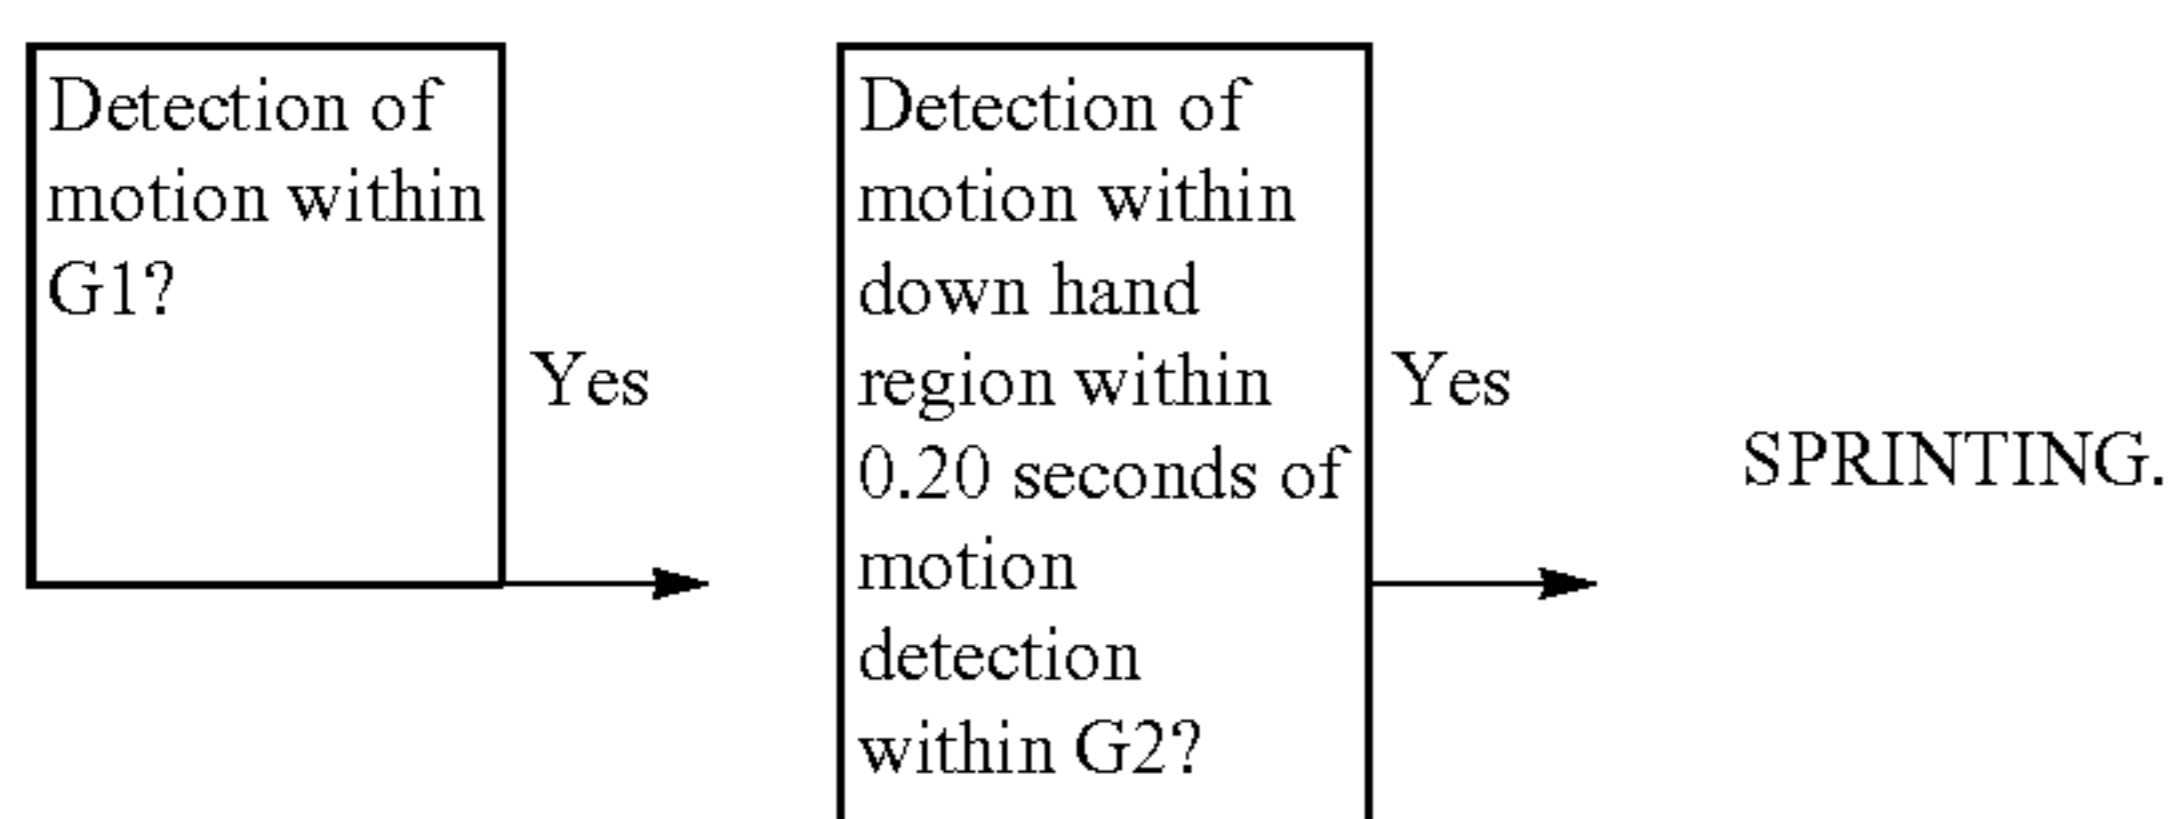 Detection of
motion within
G1?
Yes
Detection of
motion within
down hand
region within
0.20 seconds of
motion
detection
within G2?
Yes
SPRINTING.